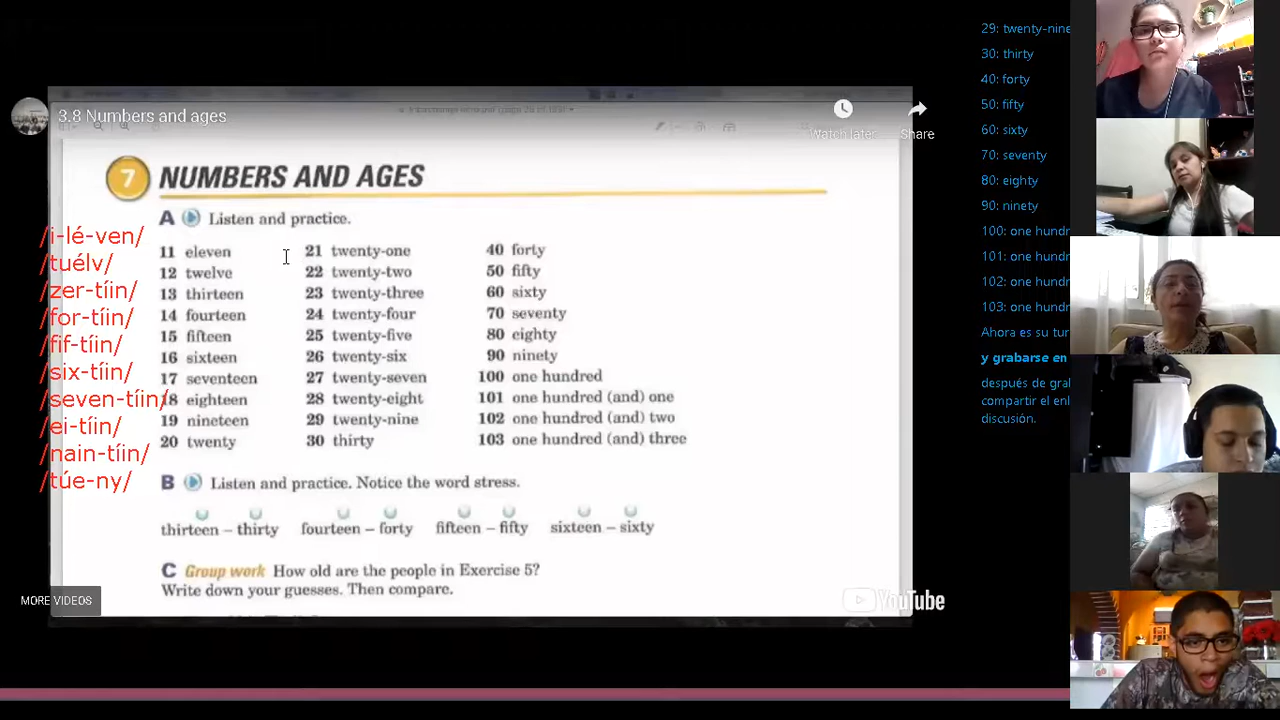 3.8 Numbers and ages
Watch later
Share
7 NUMBERS AND AGES
A Listen and practice.
/i-lé-ven/
/tuélv/
/zer-tíin/
/for-tíin/
/fif-tíin/
/six-tíin/
/seven-tíin/
/ei-tíin/
/nain-tíin/
/túe-ny/
11 eleven
12 twelve
13 thirteen
14 fourteen
15 fifteen
16 sixteen
17 seventeen
18 eighteen
19 nineteen
20 twenty
21 twenty-one
22 twenty-two
23 twenty-three
24 twenty-four
25 twenty-five
26 twenty-six
27 twenty-seven
28 twenty-eight
29 twenty-nine
30 thirty
40 forty
50 fifty
60 sixty
70 seventy
80 eighty
90 ninety
100 one hundred
101 one hundred (and) one
102 one hundred (and) two
103 one hundred (and) three
B Listen and practice. Notice the word stress.
thirteen – thirty fourteen – forty fifteen – fifty sixteen – sixty
C Group work How old are the people in Exercise 5?
Write down your guesses. Then compare.
MORE VIDEOS
YouTube
29: twenty-nine
30: thirty
40: forty
50: fifty
60: sixty
70: seventy
80: eighty
90: ninety
100: one hundr
101: one hundr
102: one hundr
103: one hundr
Ahora es su tur
y grabarse en
después de gra
compartir el enl
discusión.